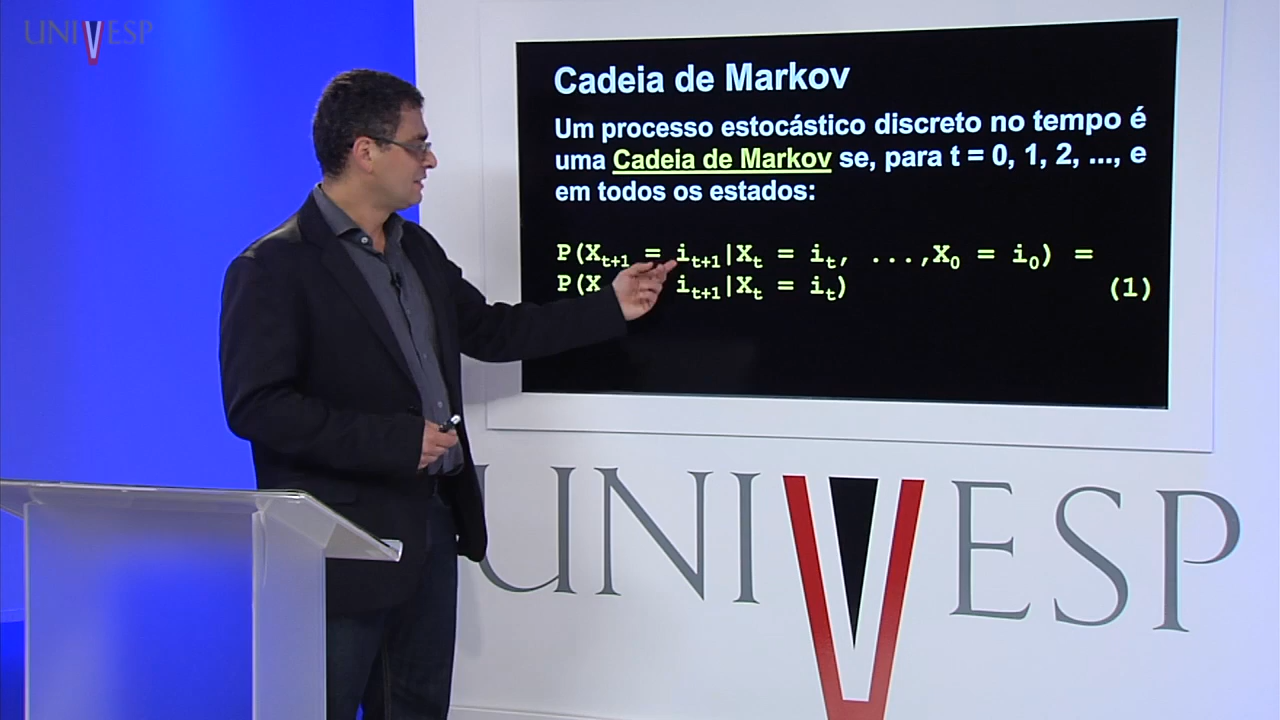 UNIVESP
Cadeia de Markov
Um processo estocástico discreto no tempo é
uma Cadeia de Markov se, para t = 0, 1, 2, ..., e
em todos os estados:
P(Xt+1 = it+1|Xt = it, ...,X0 = i0) =
P(X it+1|Xt = it) (1)
UNIVESP